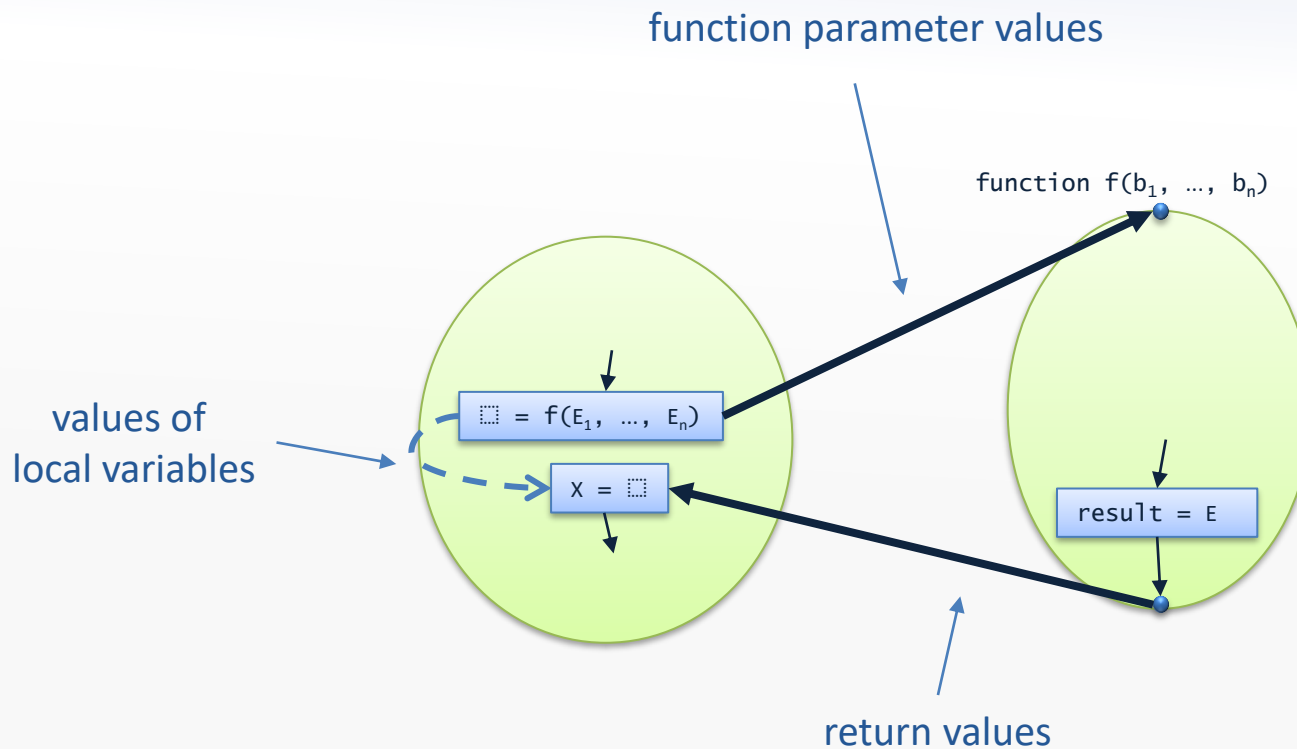 function parameter values
function f(b₁, …, bₙ)
⬚ = f(E₁, …, Eₙ)
values of
local variables
X = ⬚
result = E
return values